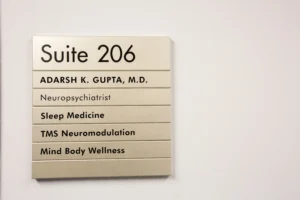 Suite 206
ADARSH K. GUPTA, M.D.
Neuropsychiatrist
Sleep Medicine
TMS Neuromodulation
Mind Body Wellness